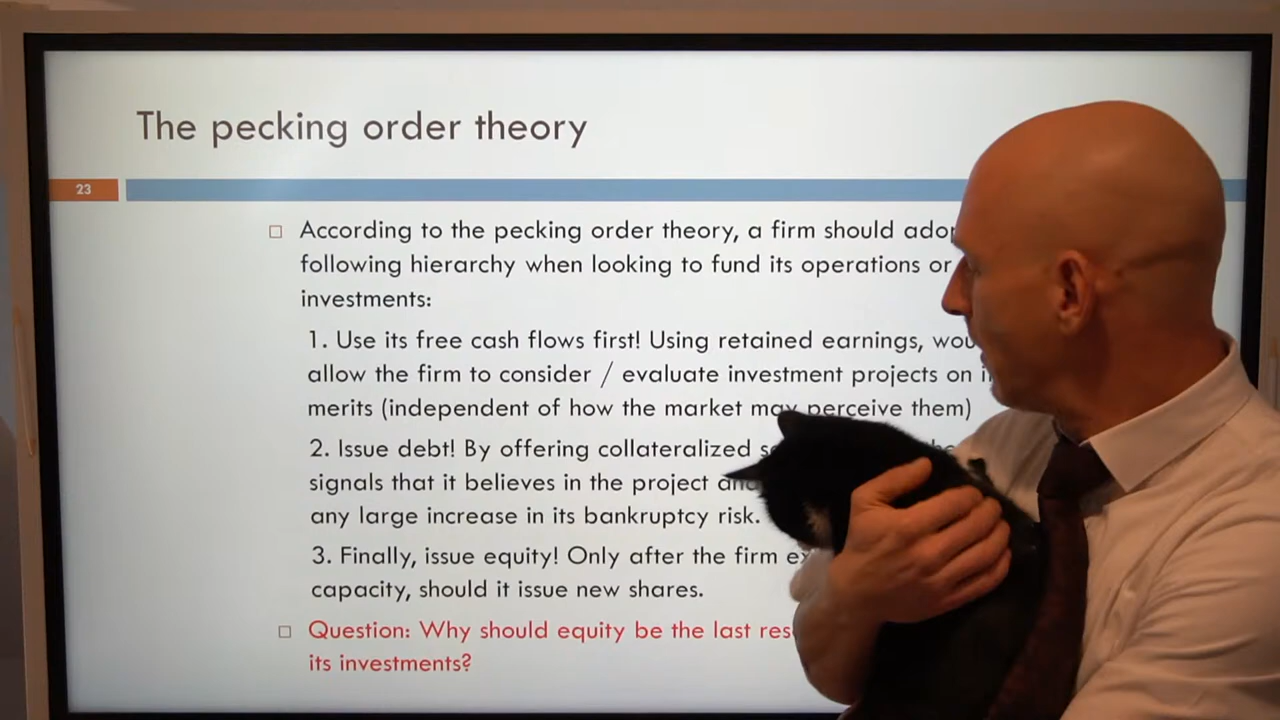 The pecking order theory
23
According to the pecking order theory, a firm should
following hierarchy when looking to fund its operations or
investments:
1. Use its free cash flows first! Using retained earnings,
allow the firm to consider / evaluate investment projects on
merits (independent of how the market may perceive them)
2. Issue debt! By offering collateralized
signals that it believes in the project
any large increase in its bankruptcy risk.
3. Finally, issue equity! Only after the firm
capacity, should it issue new shares.
Question: Why should equity be the last
its investments?